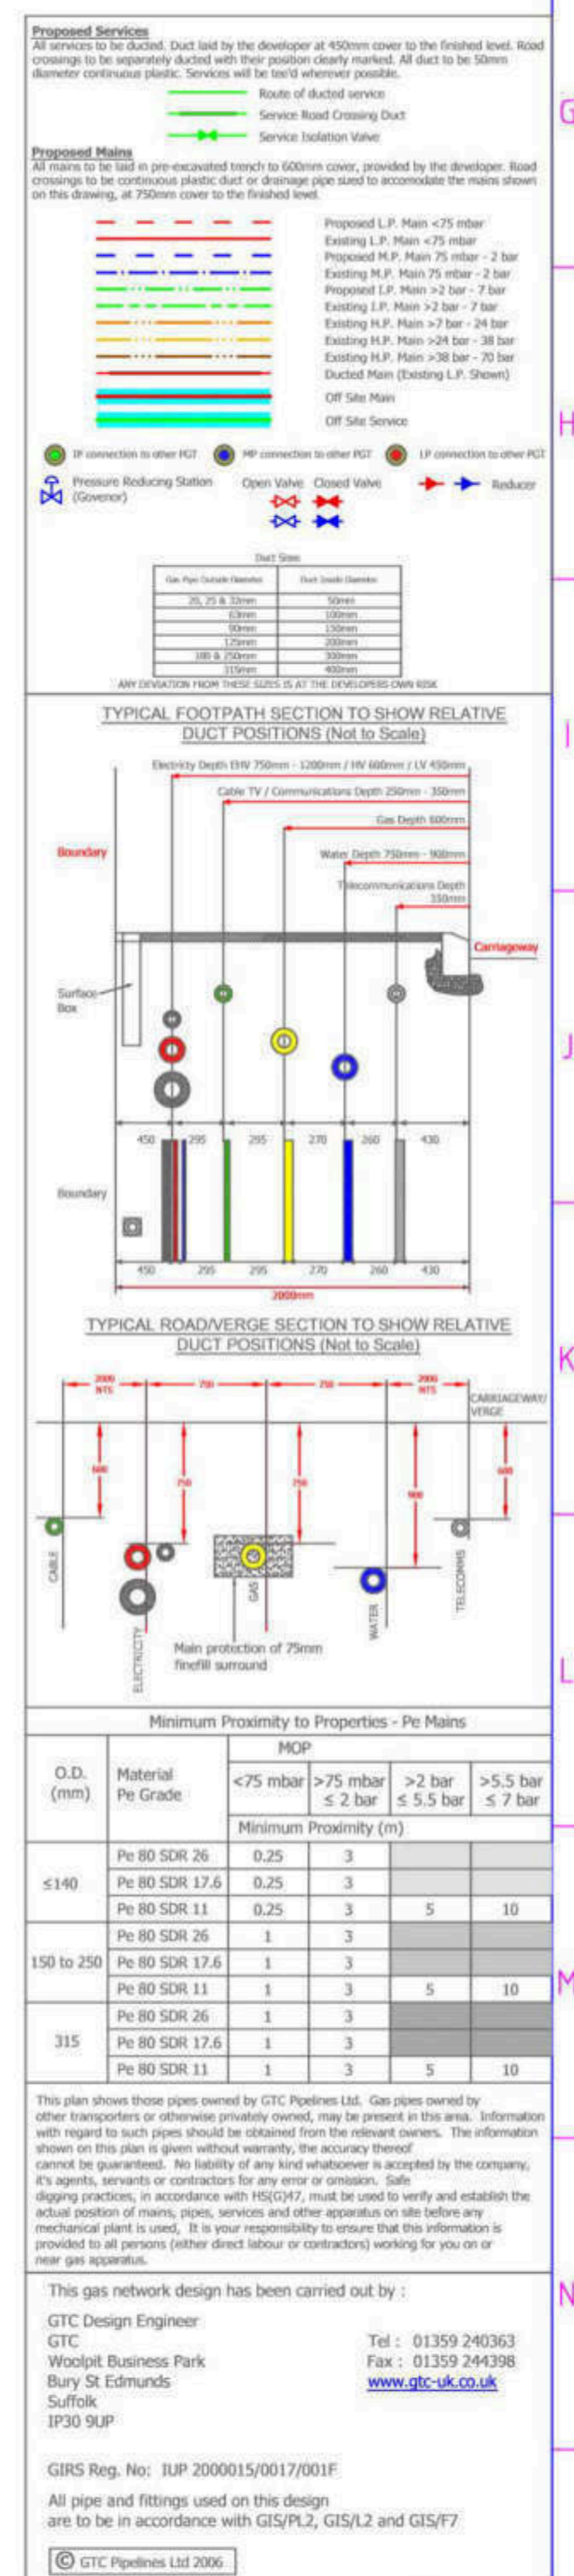 Proposed Services
All services to be ducted. Duct laid by the developer at 450mm cover to the finished level. Road
crossings to be separately ducted with their position clearly marked. All duct to be 50mm
diameter continuous plastic. Services will be tee'd wherever possible.
Route of ducted service
Service Road Crossing Duct
Service Isolation Valve
Proposed Mains
All mains to be laid in pre-excavated trench to 600mm cover, provided by the developer. Road
crossings to be continuous plastic duct or drainage pipe sized to accomodate the mains shown
on this drawing, at 750mm cover to the finished level.
Proposed L.P. Main <75 mbar
Existing L.P. Main <75 mbar
Proposed M.P. Main 75 mbar - 2 bar
Existing M.P. Main 75 mbar - 2 bar
Proposed I.P. Main >2 bar - 7 bar
Existing I.P. Main >2 bar - 7 bar
Existing H.P. Main >7 bar - 24 bar
Existing H.P. Main >24 bar - 38 bar
Existing H.P. Main >38 bar - 70 bar
Ducted Main (Existing L.P. Shown)
Off Site Main
Off Site Service
IP connection to other PGT MP connection to other PGT LP connection to other PGT
Pressure Reducing Station
(Govenor)
Open Valve Closed Valve
Reducer
Duct Sizes
Gas Pipe Outside Diameter Duct Inside Diameter
20, 25 & 32mm 50mm
63mm 100mm
90mm 150mm
125mm 200mm
180 & 250mm 300mm
315mm 400mm
ANY DEVIATION FROM THESE SIZES IS AT THE DEVELOPERS OWN RISK
TYPICAL FOOTPATH SECTION TO SHOW RELATIVE
DUCT POSITIONS (Not to Scale)
Electricty Depth EHV 750mm - 1200mm / HV 600mm / LV 450mm
Cable TV / Communications Depth 250mm - 350mm
Gas Depth 600mm
Boundary
Water Depth 750mm - 900mm
Telecommunications Depth
350mm
Carriageway
Surface
Box
450 295 295 270 260 430
Boundary
450 295 295 270 260 430
2000mm
TYPICAL ROAD/VERGE SECTION TO SHOW RELATIVE
DUCT POSITIONS (Not to Scale)
2000
NTS
750
750
2000
NTS
CARRIAGEWAY/
VERGE
600
750
750
900
600
CABLE
ELECTRICITY
GAS
WATER
TELECOMMS
Main protection of 75mm
finefill surround
Minimum Proximity to Properties - Pe Mains
O.D.
(mm)
Material
Pe Grade
MOP
<75 mbar >75 mbar >2 bar >5.5 bar
≤ 2 bar ≤ 5.5 bar ≤ 7 bar
Minimum Proximity (m)
≤140
Pe 80 SDR 26 0.25 3
Pe 80 SDR 17.6 0.25 3
Pe 80 SDR 11 0.25 3 5 10
150 to 250
Pe 80 SDR 26 1 3
Pe 80 SDR 17.6 1 3
Pe 80 SDR 11 1 3 5 10
315
Pe 80 SDR 26 1 3
Pe 80 SDR 17.6 1 3
Pe 80 SDR 11 1 3 5 10
This plan shows those pipes owned by GTC Pipelines Ltd. Gas pipes owned by
other transporters or otherwise privately owned, may be present in this area. Information
with regard to such pipes should be obtained from the relevant owners. The information
shown on this plan is given without warranty, the accuracy thereof
cannot be guaranteed. No liability of any kind whatsoever is accepted by the company,
it's agents, servants or contractors for any error or omission. Safe
digging practices, in accordance with HS(G)47, must be used to verify and establish the
actual position of mains, pipes, services and other apparatus on site before any
mechanical plant is used, It is your responsibility to ensure that this information is
provided to all persons (either direct labour or contractors) working for you on or
near gas apparatus.
This gas network design has been carried out by :
GTC Design Engineer
GTC
Woolpit Business Park
Bury St Edmunds
Suffolk
IP30 9UP
Tel : 01359 240363
Fax : 01359 244398
www.gtc-uk.co.uk
GIRS Reg. No: IUP 2000015/0017/001F
All pipe and fittings used on this design
are to be in accordance with GIS/PL2, GIS/L2 and GIS/F7
© GTC Pipelines Ltd 2006
G
H
I
J
K
L
M
N